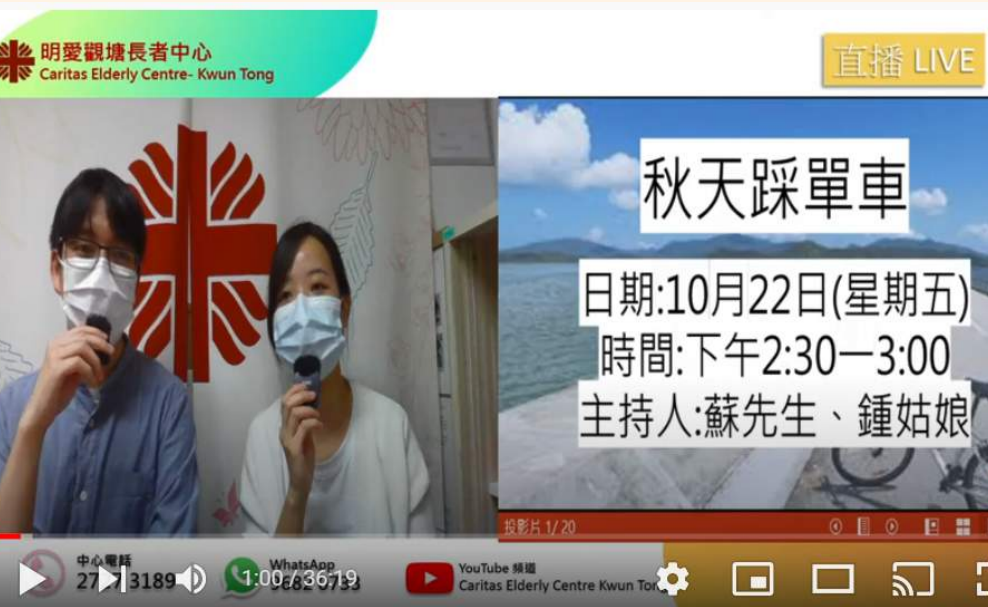 明愛觀塘長者中心
Caritas Elderly Centre- Kwun Tong
直播 LIVE
秋天踩單車
日期:10月22日(星期五)
時間:下午2:30一3:00
主持人:蘇先生、鍾姑娘
投影片 1/20
中心電話
3189
WhatsApp
1:00 / 36:19
YouTube 頻道
Caritas Elderly Centre Kwun